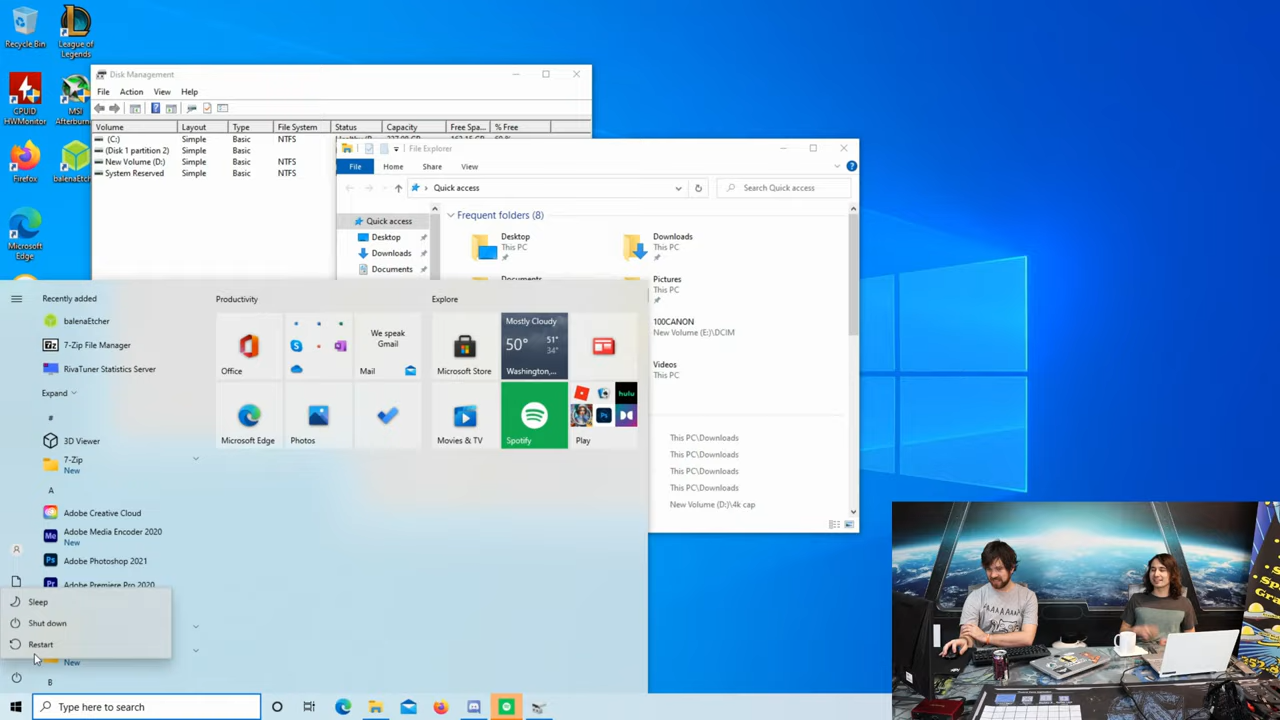 Recycle Bin
League of
Legends
CPUID
HWMonitor
MSI
Afterburn
Firefox
balenaEtcher
Microsoft
Edge
Disk Management
File Action View Help
Volume Layout Type File System Status Capacity Free Spa... % Free
(C:) Simple Basic NTFS
(Disk 1 partition 2) Simple Basic
New Volume (D:) Simple Basic NTFS
System Reserved Simple Basic NTFS
File Explorer
File Home Share View
Quick access
Search Quick access
Quick access
Desktop
Downloads
Documents
Frequent folders (8)
Desktop
This PC
Downloads
This PC
Documents
Pictures
This PC
100CANON
New Volume (E:)\DCIM
Videos
This PC
This PC\Downloads
This PC\Downloads
This PC\Downloads
This PC\Downloads
New Volume (D:)\4k cap
Recently added
balenaEtcher
7-Zip File Manager
RivaTuner Statistics Server
Expand
#
3D Viewer
7-Zip
New
A
Adobe Creative Cloud
Adobe Media Encoder 2020
New
Adobe Photoshop 2021
Adobe Premiere Pro 2020
Sleep
Shut down
Restart
New
B
Productivity
Office
We speak
Gmail
Mail
Microsoft Edge
Photos
Explore
Microsoft Store
Mostly Cloudy
50° 51°
34°
Washington,...
Movies & TV
Spotify
hulu
Ps
Play
Type here to search